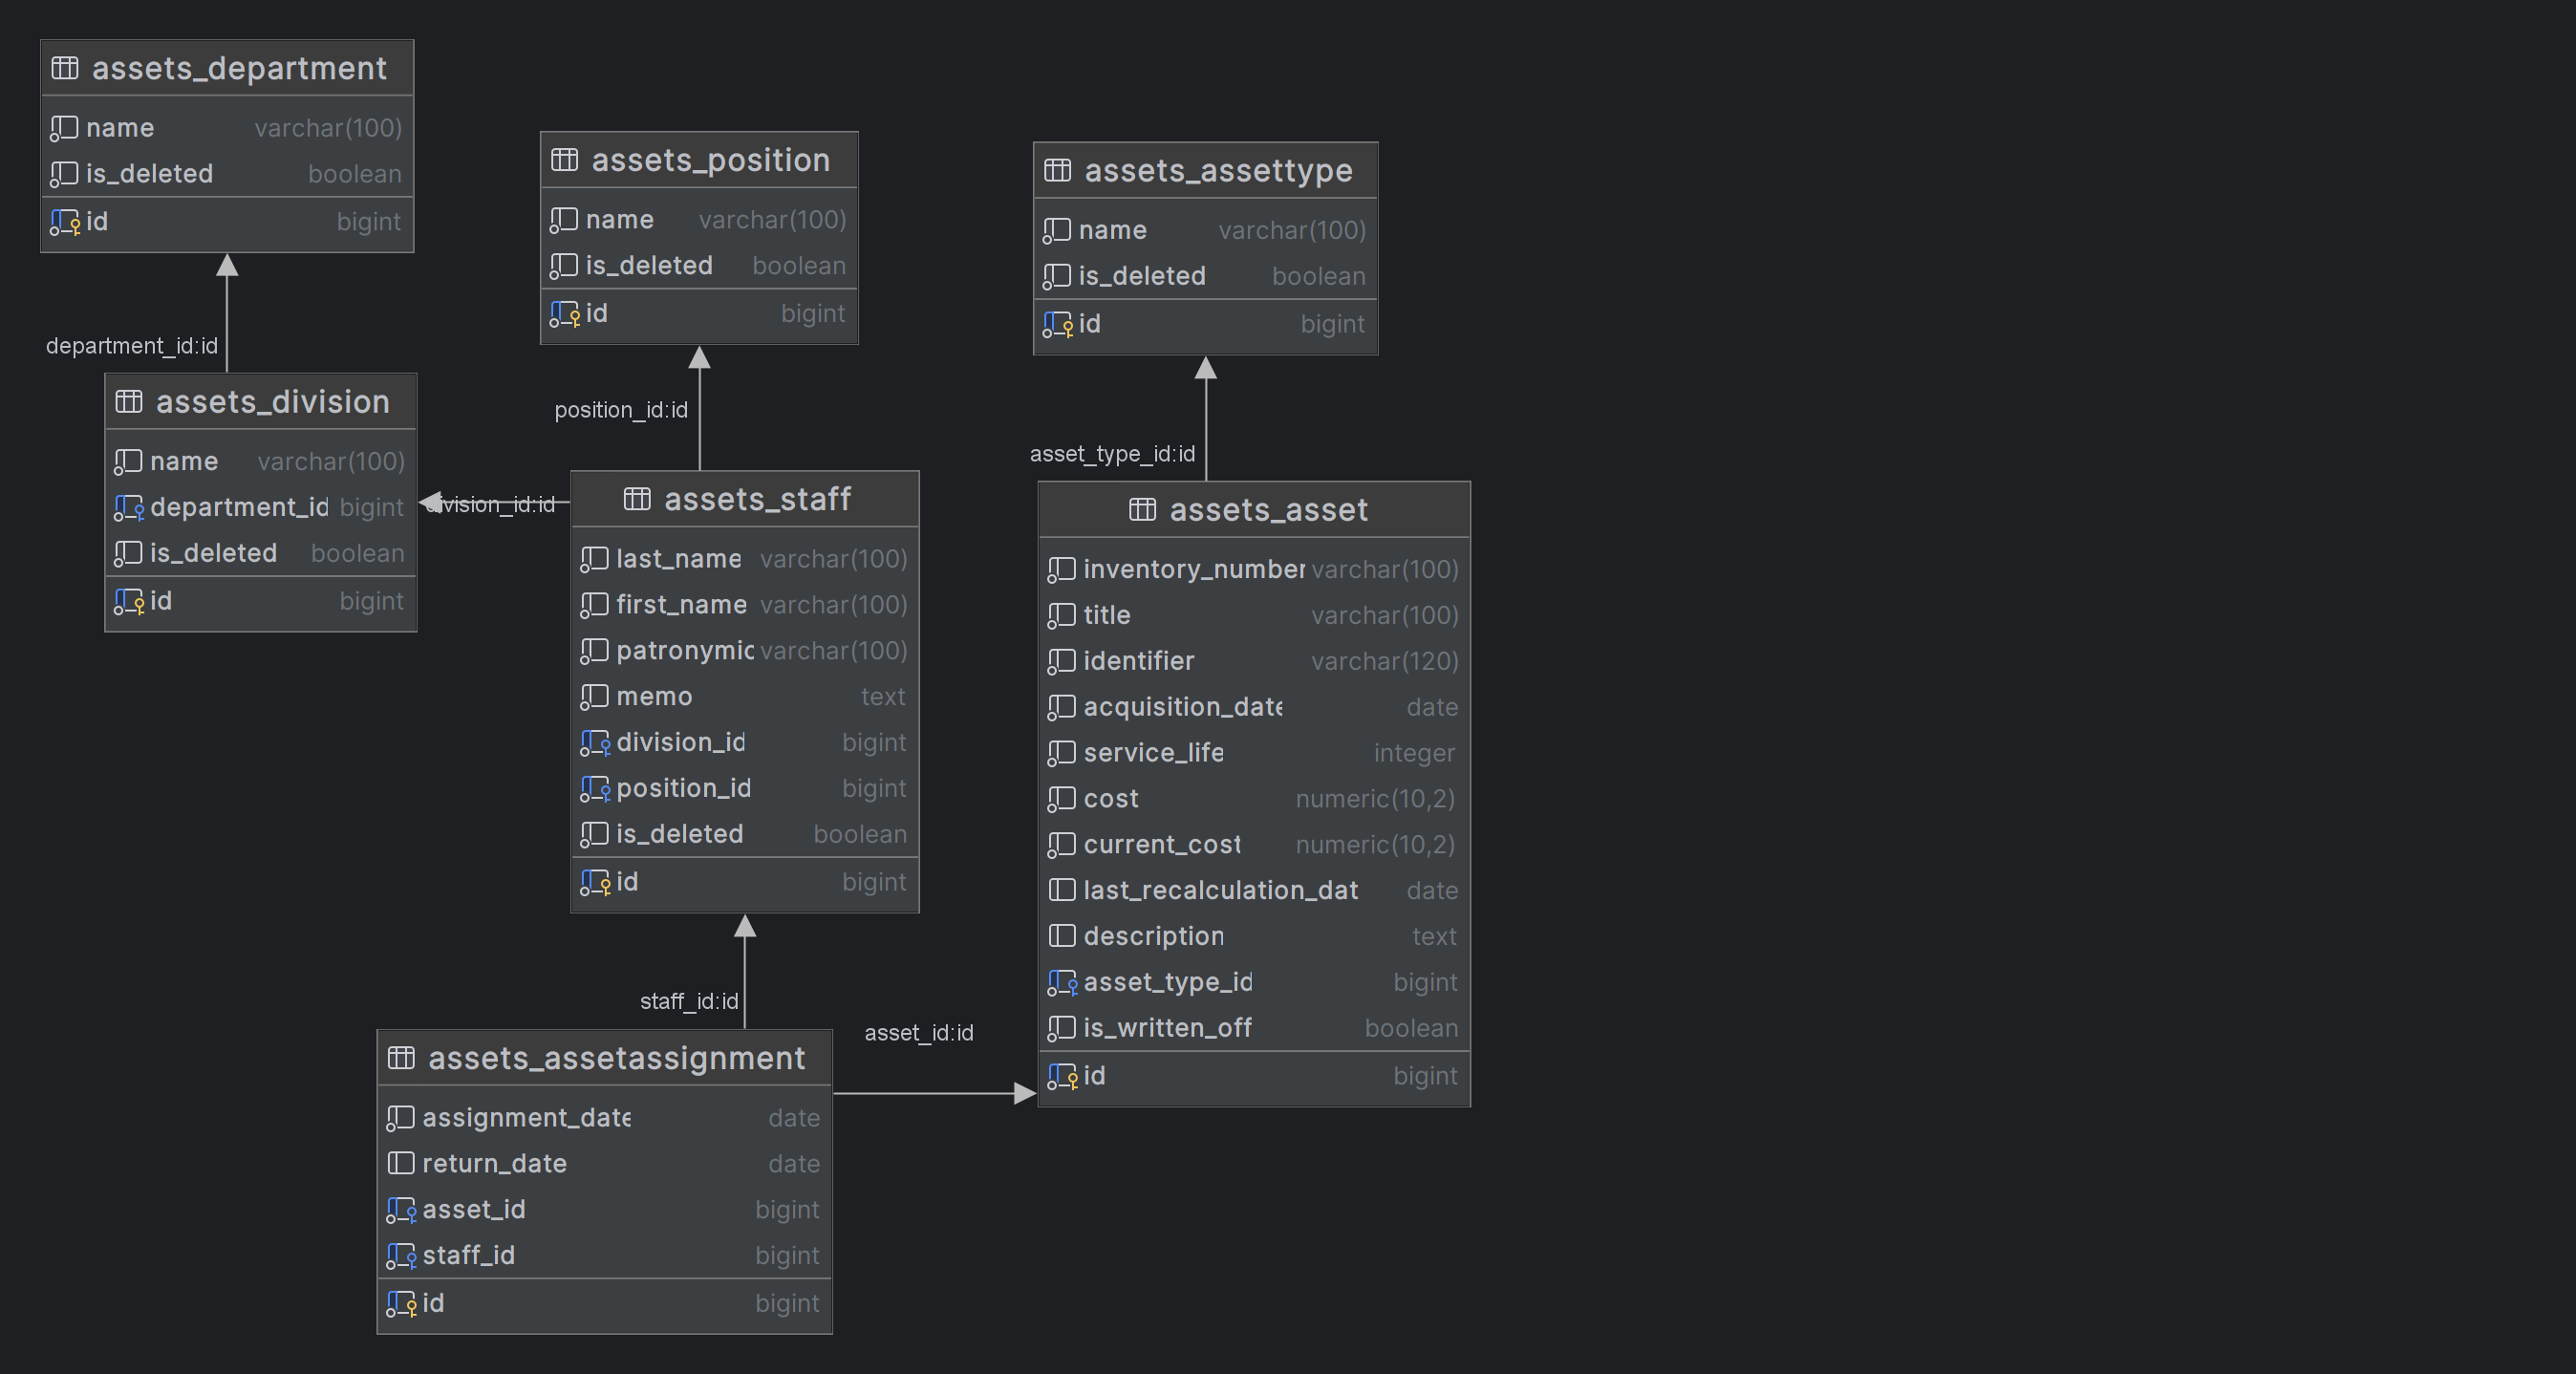 assets_department
name varchar(100)
is_deleted boolean
id bigint
department_id:id
assets_division
name varchar(100)
department_id bigint
is_deleted boolean
id bigint
division_id:id
assets_position
name varchar(100)
is_deleted boolean
id bigint
position_id:id
assets_staff
last_name varchar(100)
first_name varchar(100)
patronymic varchar(100)
memo text
division_id bigint
position_id bigint
is_deleted boolean
id bigint
staff_id:id
assets_assetassignment
assignment_date date
return_date date
asset_id bigint
staff_id bigint
id bigint
asset_id:id
assets_assettype
name varchar(100)
is_deleted boolean
id bigint
asset_type_id:id
assets_asset
inventory_number varchar(100)
title varchar(100)
identifier varchar(120)
acquisition_date date
service_life integer
cost numeric(10,2)
current_cost numeric(10,2)
last_recalculation_dat date
description text
asset_type_id bigint
is_written_off boolean
id bigint